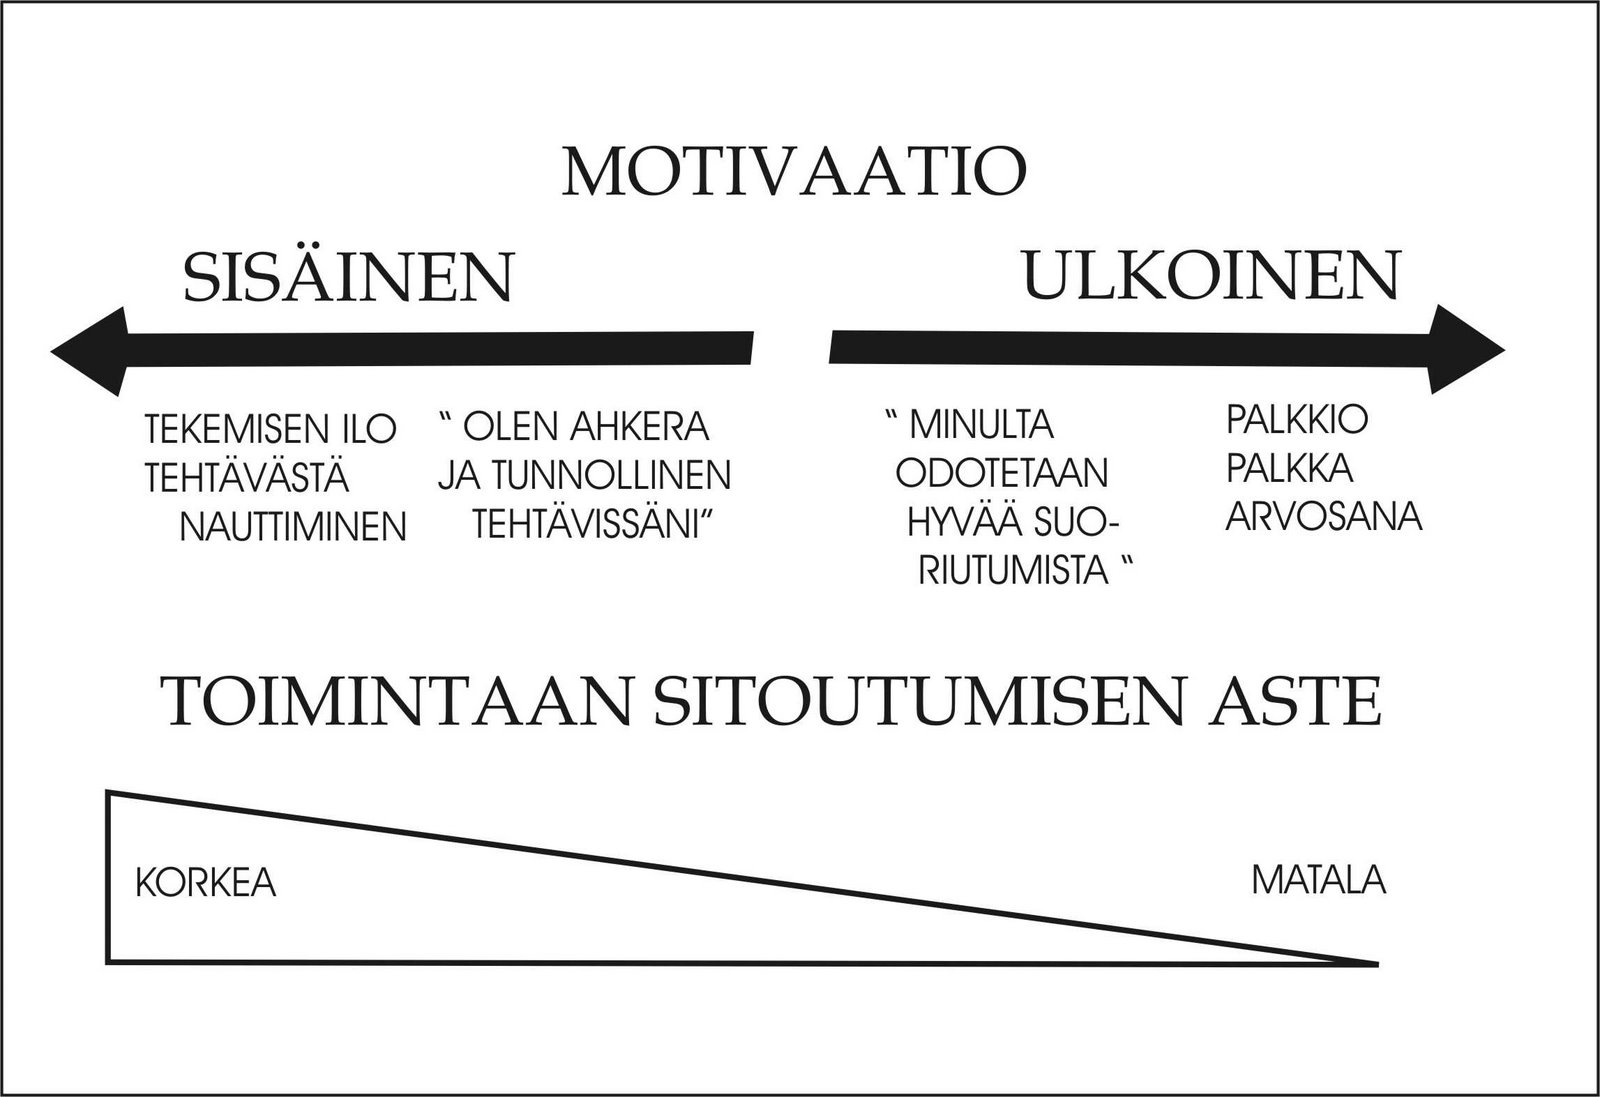 MOTIVAATIO
SISÄINEN
ULKOINEN
TEKEMISEN ILO
TEHTÄVÄSTÄ
NAUTTIMINEN
“ OLEN AHKERA
JA TUNNOLLINEN
TEHTÄVISSÄNI”
“ MINULTA
ODOTETAAN
HYVÄÄ SUO-
RIUTUMISTA “
PALKKIO
PALKKA
ARVOSANA
TOIMINTAAN SITOUTUMISEN ASTE
KORKEA
MATALA